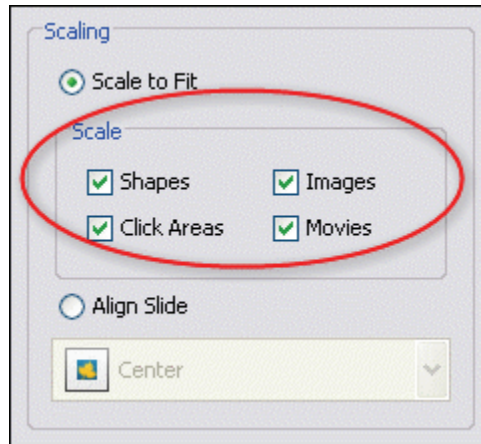 Scaling
Scale to Fit
Scale
Shapes Images
Click Areas Movies
Align Slide
Center